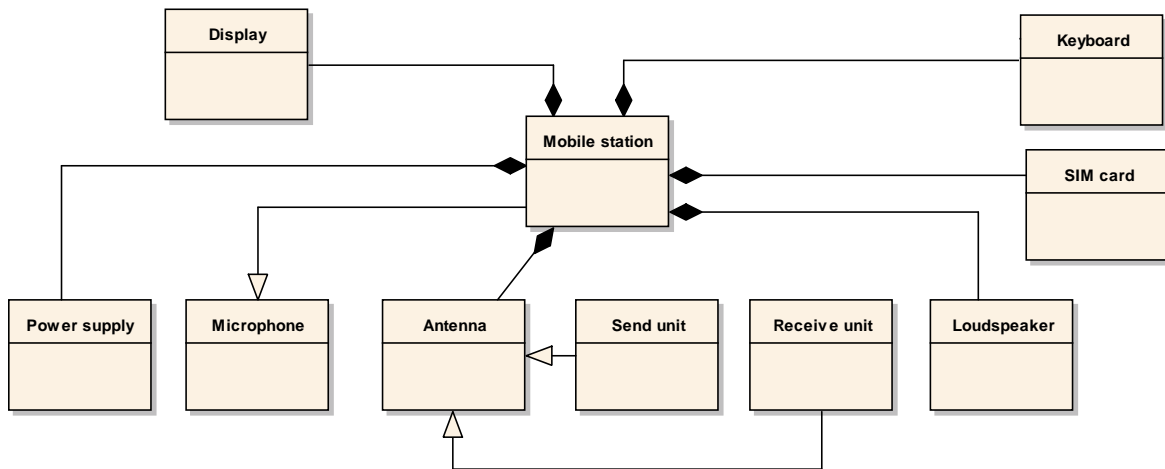 Display
Keyboard
Mobile station
SIM card
Power supply
Microphone
Antenna
Send unit
Receive unit
Loudspeaker